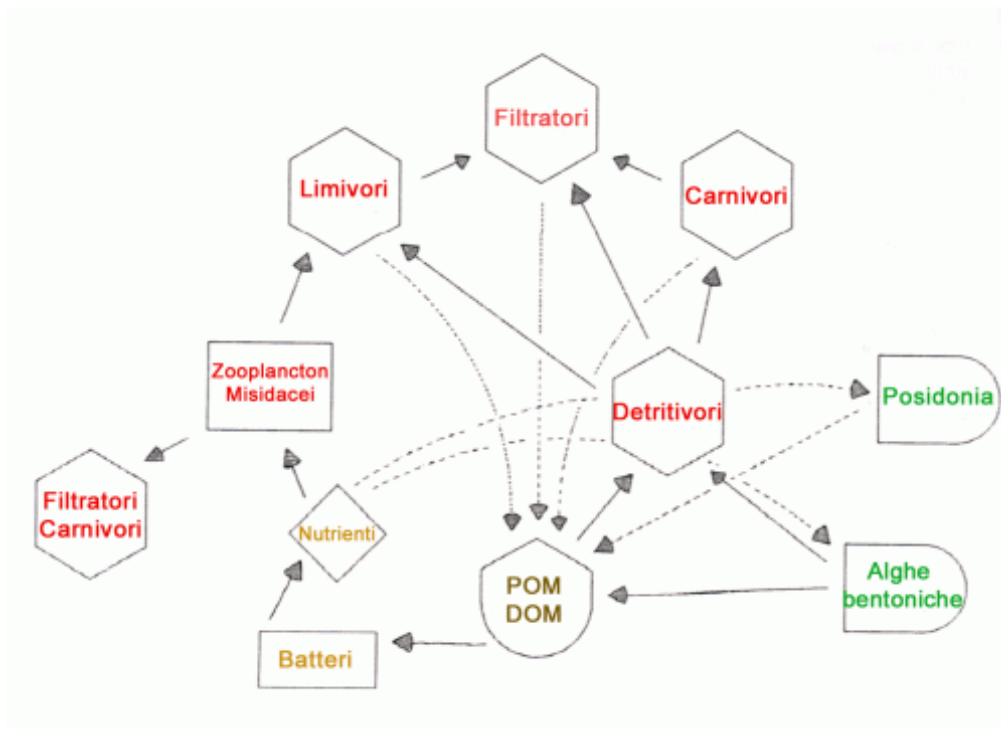 Filtratori
Limivori
Carnivori
Zooplancton
Misidacei
Detritivori
Posidonia
Filtratori
Carnivori
Nutrienti
POM
DOM
Alghe
bentoniche
Batteri